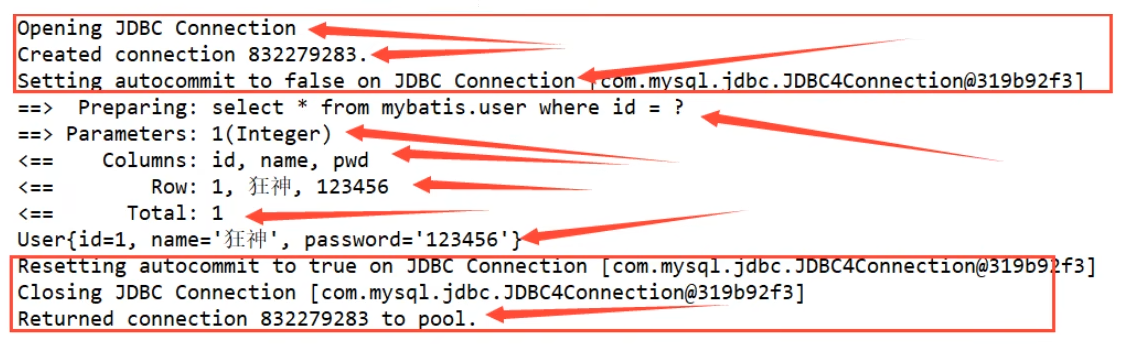 Opening JDBC Connection
Created connection 832279283.
Setting autocommit to false on JDBC Connection [com.mysql.jdbc.JDBC4Connection@319b92f3]
==>  Preparing: select * from mybatis.user where id = ?
==> Parameters: 1(Integer)
<==    Columns: id, name, pwd
<==        Row: 1, 狂神, 123456
<==      Total: 1
User{id=1, name='狂神', password='123456'}
Resetting autocommit to true on JDBC Connection [com.mysql.jdbc.JDBC4Connection@319b92f3]
Closing JDBC Connection [com.mysql.jdbc.JDBC4Connection@319b92f3]
Returned connection 832279283 to pool.